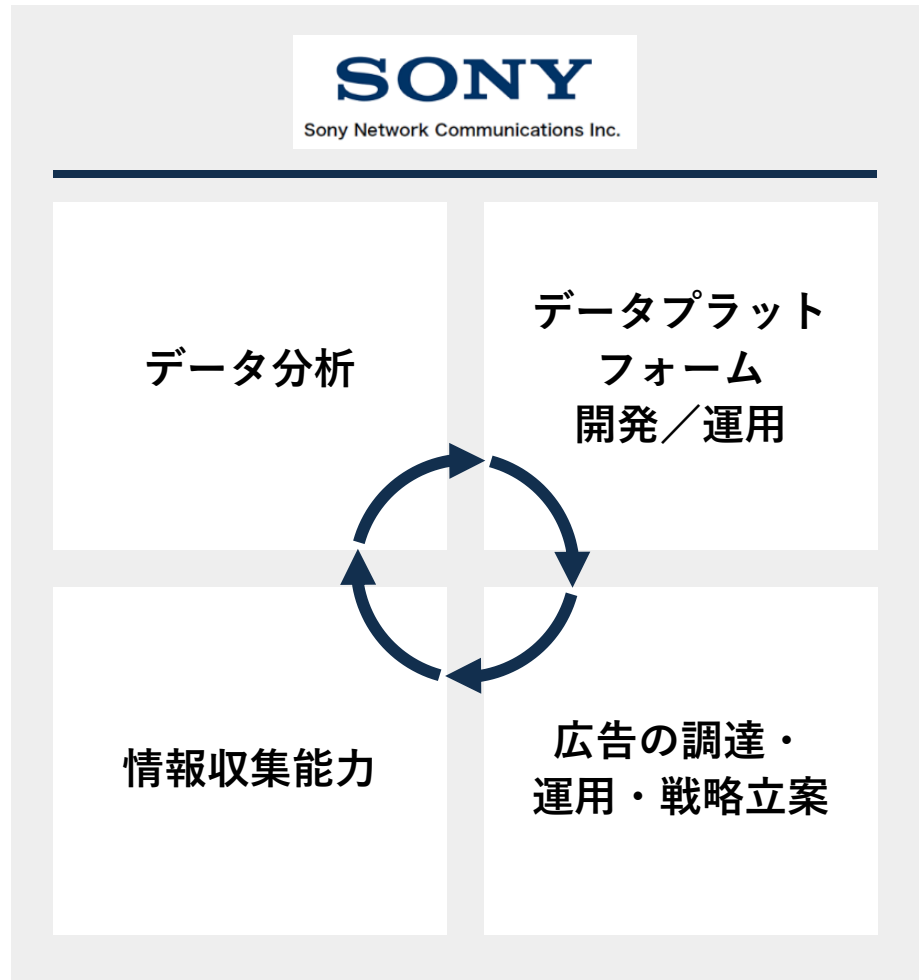 SONY
Sony Network Communications Inc.
データ分析
データプラット
フォーム
開発／運用
情報収集能力
広告の調達・
運用・戦略立案